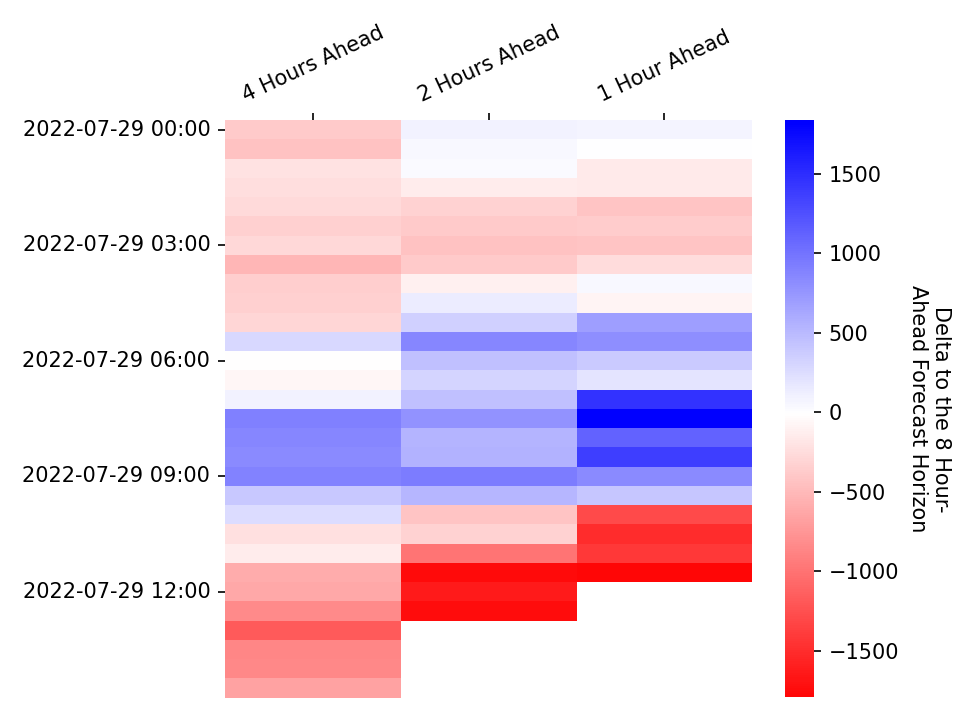 4 Hours Ahead
2 Hours Ahead
1 Hour Ahead
2022-07-29 00:00
2022-07-29 03:00
2022-07-29 06:00
2022-07-29 09:00
2022-07-29 12:00
1500
1000
500
0
−500
−1000
−1500
Delta to the 8 Hour-
Ahead Forecast Horizon